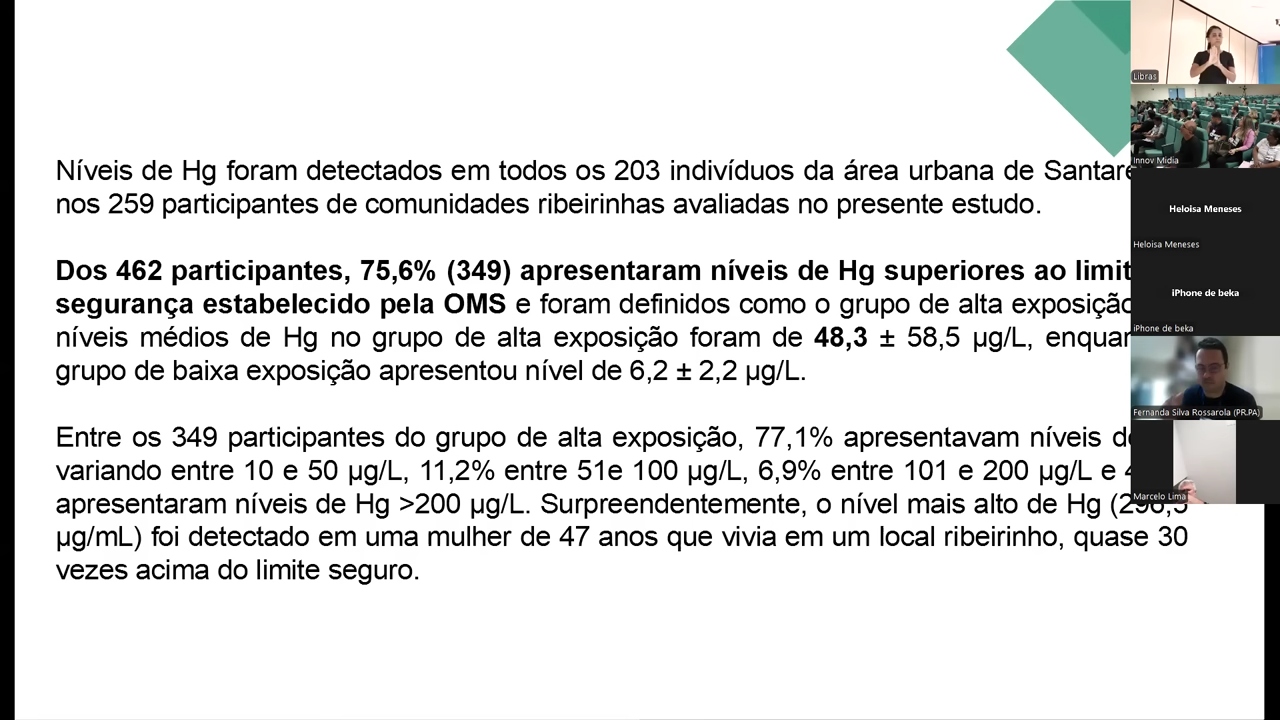 Níveis de Hg foram detectados em todos os 203 indivíduos da área urbana de
nos 259 participantes de comunidades ribeirinhas avaliadas no presente estudo.
Dos 462 participantes, 75,6% (349) apresentaram níveis de Hg superiores ao
segurança estabelecido pela OMS e foram definidos como o grupo de alta exposição
níveis médios de Hg no grupo de alta exposição foram de 48,3 ± 58,5 µg/L,
grupo de baixa exposição apresentou nível de 6,2 ± 2,2 µg/L.
Entre os 349 participantes do grupo de alta exposição, 77,1% apresentavam níveis
variando entre 10 e 50 µg/L, 11,2% entre 51e 100 µg/L, 6,9% entre 101 e 200 µg/L e
apresentaram níveis de Hg >200 µg/L. Surpreendentemente, o nível mais alto de Hg
µg/mL) foi detectado em uma mulher de 47 anos que vivia em um local ribeirinho, quase 30
vezes acima do limite seguro.
Libras
Innov Midia
Heloisa Meneses
Heloisa Meneses
iPhone de beka
iPhone de beka
Fernanda Silva Rossarola (PR.PA)
Marcelo Lima